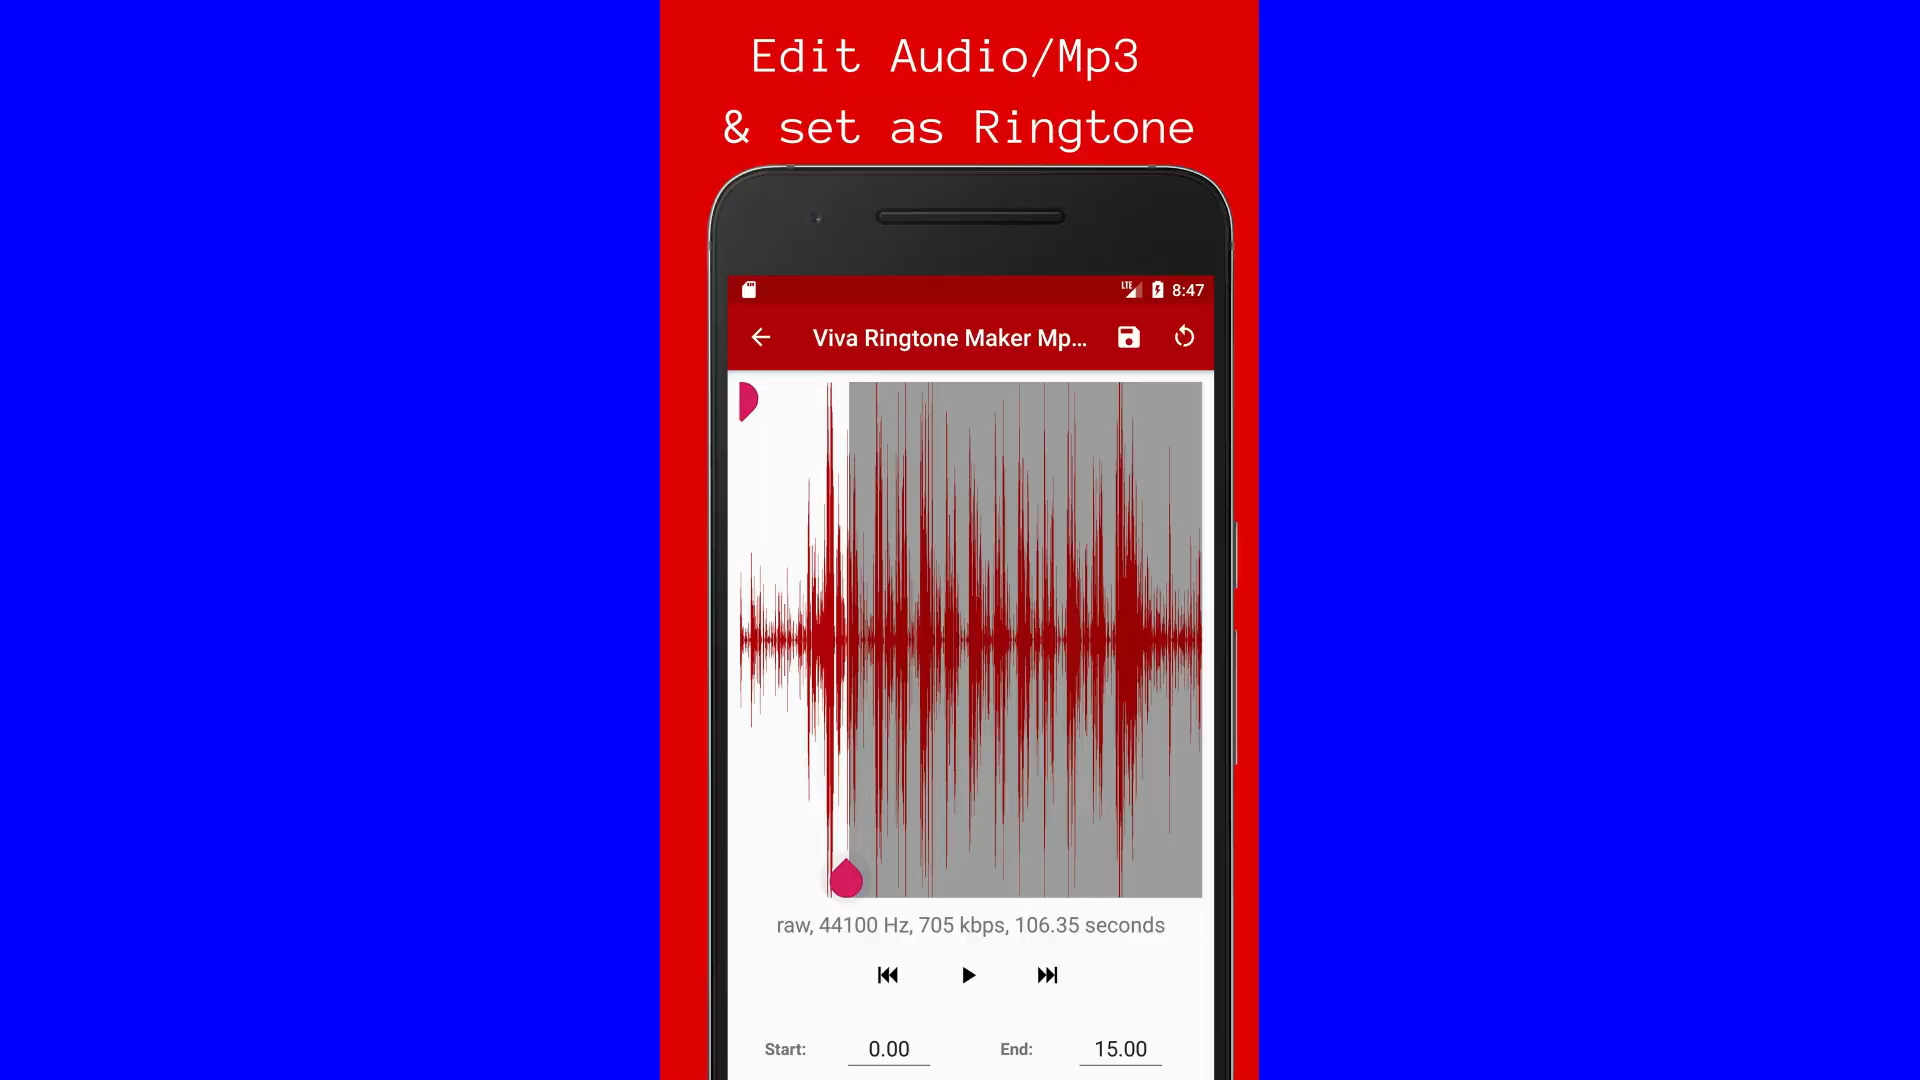 Edit Audio/Mp3
& set as Ringtone
LTE 8:47
Viva Ringtone Maker Mp...
raw, 44100 Hz, 705 kbps, 106.35 seconds
Start: 0.00 End: 15.00